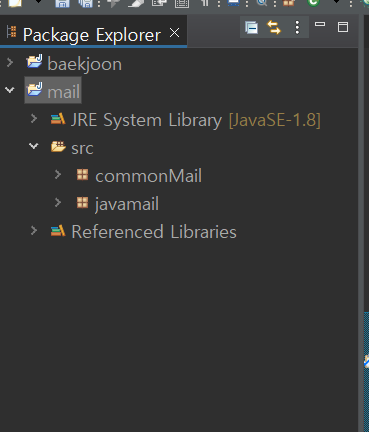 Package Explorer
baekjoon
mail
JRE System Library [JavaSE-1.8]
src
commonMail
javamail
Referenced Libraries